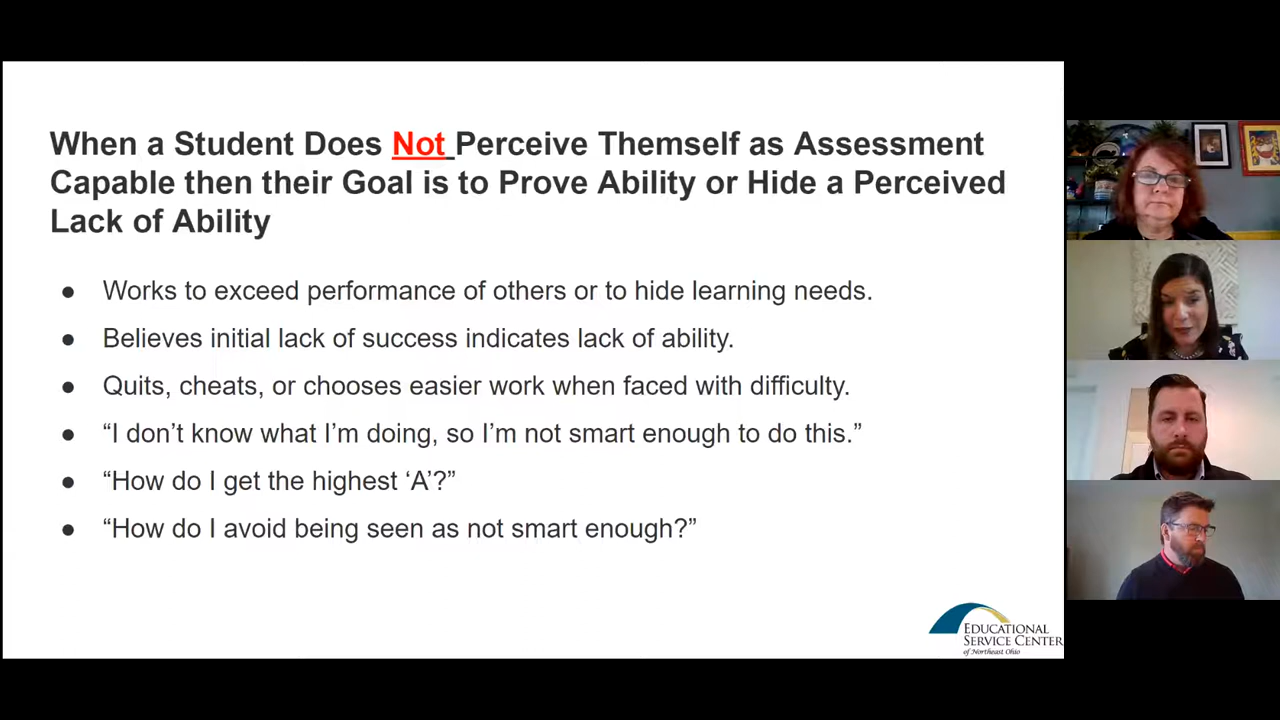 When a Student Does Not Perceive Themself as Assessment
Capable then their Goal is to Prove Ability or Hide a Perceived
Lack of Ability
● Works to exceed performance of others or to hide learning needs.
● Believes initial lack of success indicates lack of ability.
● Quits, cheats, or chooses easier work when faced with difficulty.
● “I don’t know what I’m doing, so I’m not smart enough to do this.”
● “How do I get the highest ‘A’?”
● “How do I avoid being seen as not smart enough?”
EDUCATIONAL
SERVICE CENTER
of Northeast Ohio